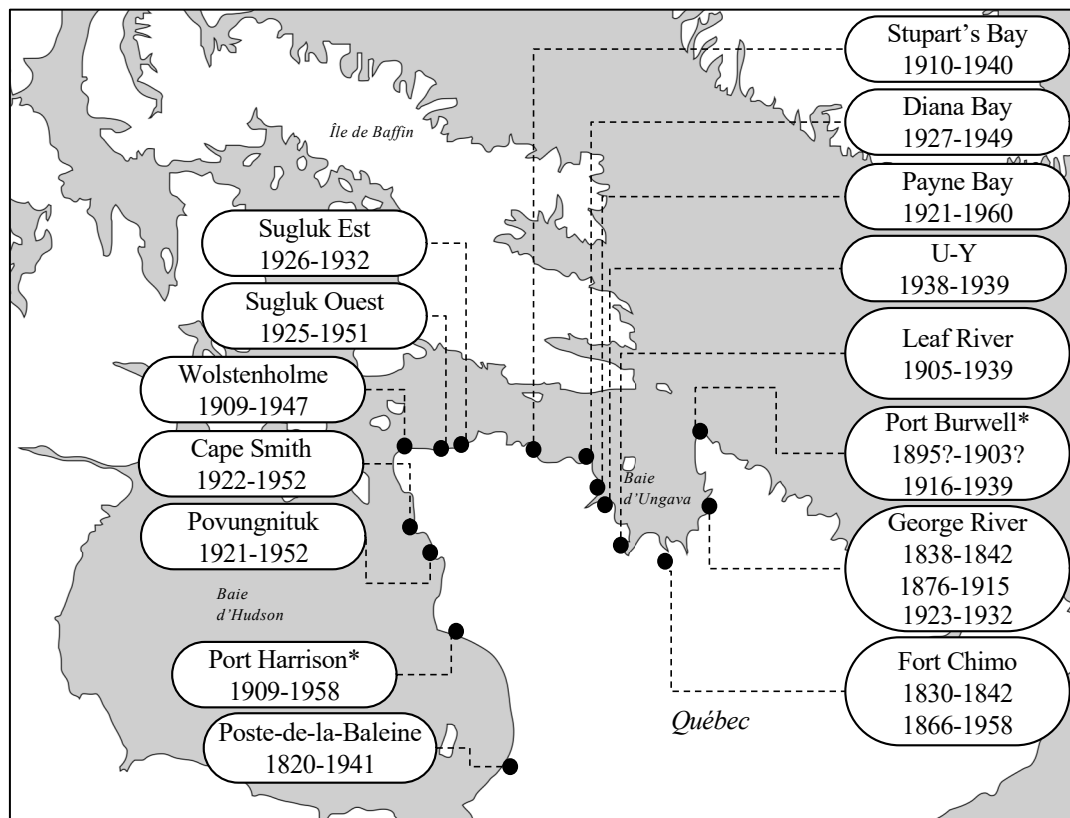 Stupart's Bay
1910-1940
Diana Bay
1927-1949
Île de Baffin
Payne Bay
1921-1960
Sugluk Est
1926-1932
U-Y
1938-1939
Sugluk Ouest
1925-1951
Leaf River
1905-1939
Wolstenholme
1909-1947
Port Burwell*
1895?-1903?
1916-1939
Cape Smith
1922-1952
Baie
d'Ungava
Povungnituk
1921-1952
George River
1838-1842
1876-1915
1923-1932
Baie
d'Hudson
Port Harrison*
1909-1958
Fort Chimo
1830-1842
1866-1958
Québec
Poste-de-la-Baleine
1820-1941